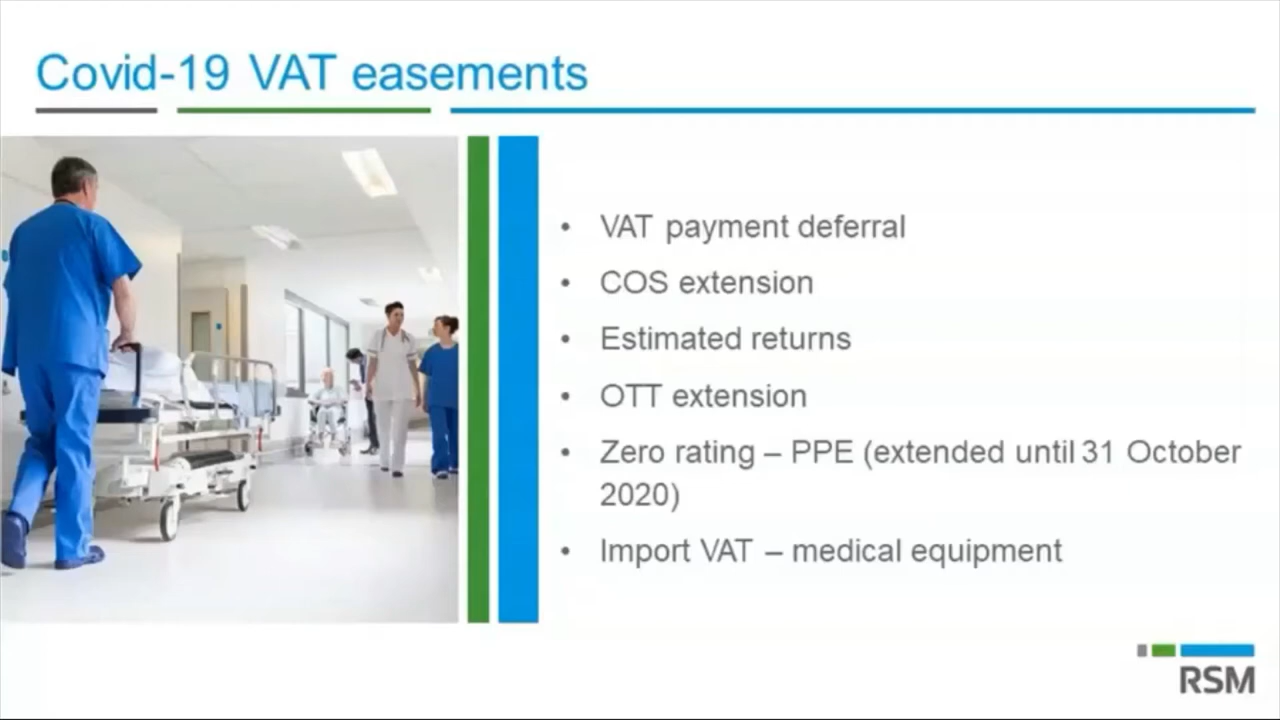 Covid-19 VAT easements
• VAT payment deferral
• COS extension
• Estimated returns
• OTT extension
• Zero rating – PPE (extended until 31 October
2020)
• Import VAT – medical equipment
RSM